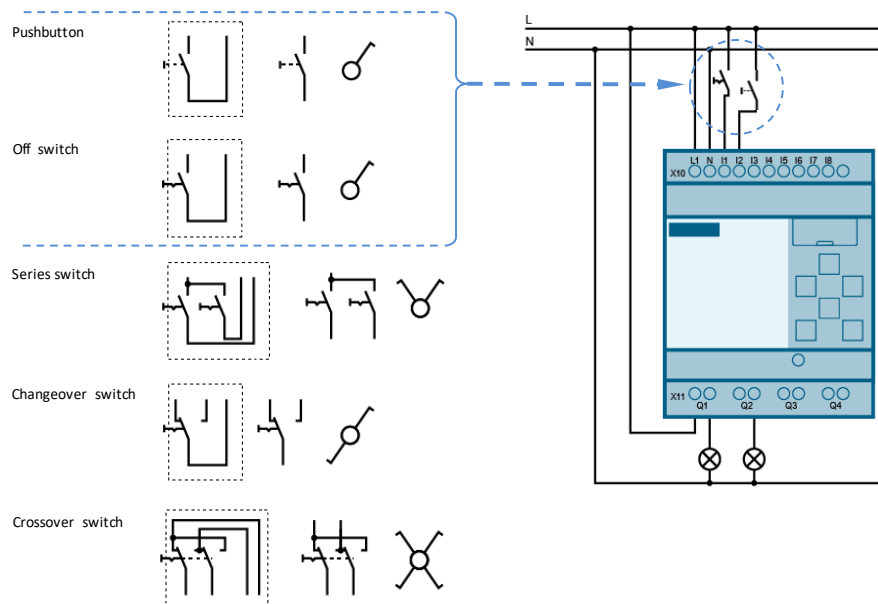 Pushbutton
Off switch
Series switch
Changeover switch
Crossover switch
L
N
X10
L1 N I1 I2 I3 I4 I5 I6 I7 I8
X11
Q1 Q2 Q3 Q4